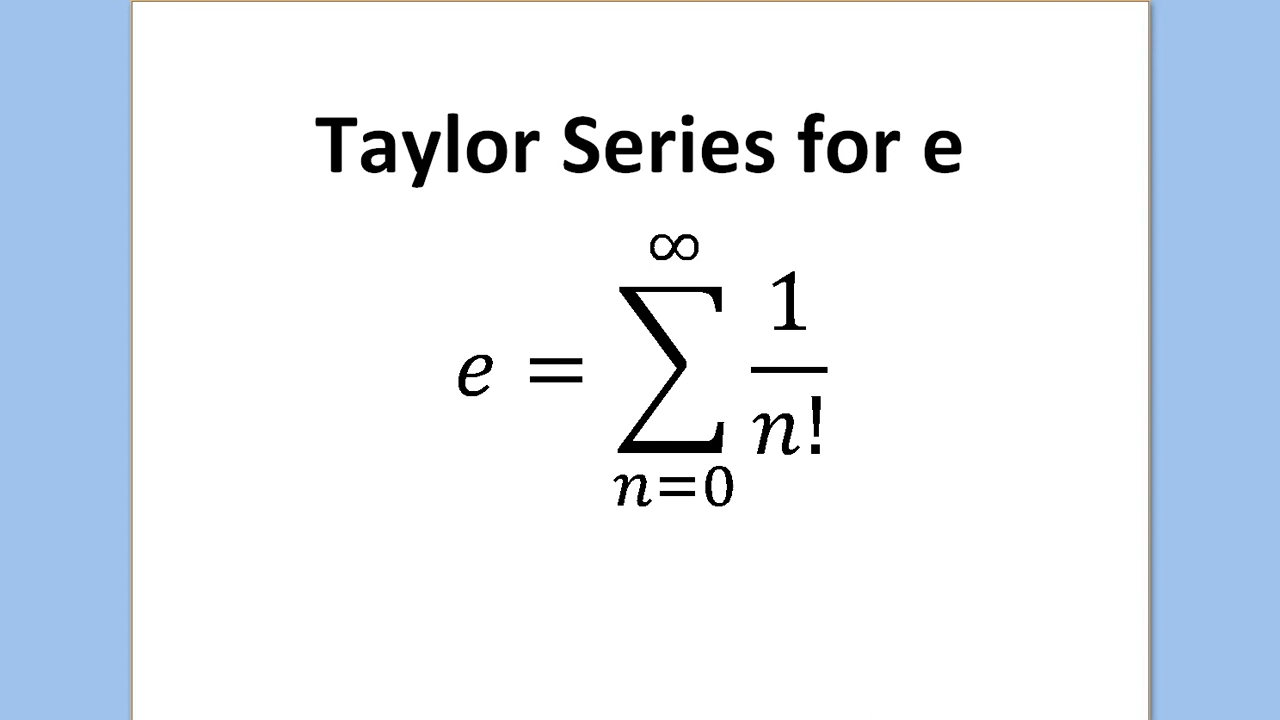 Taylor Series for e
∞
e = ∑ 1/n!
n=0